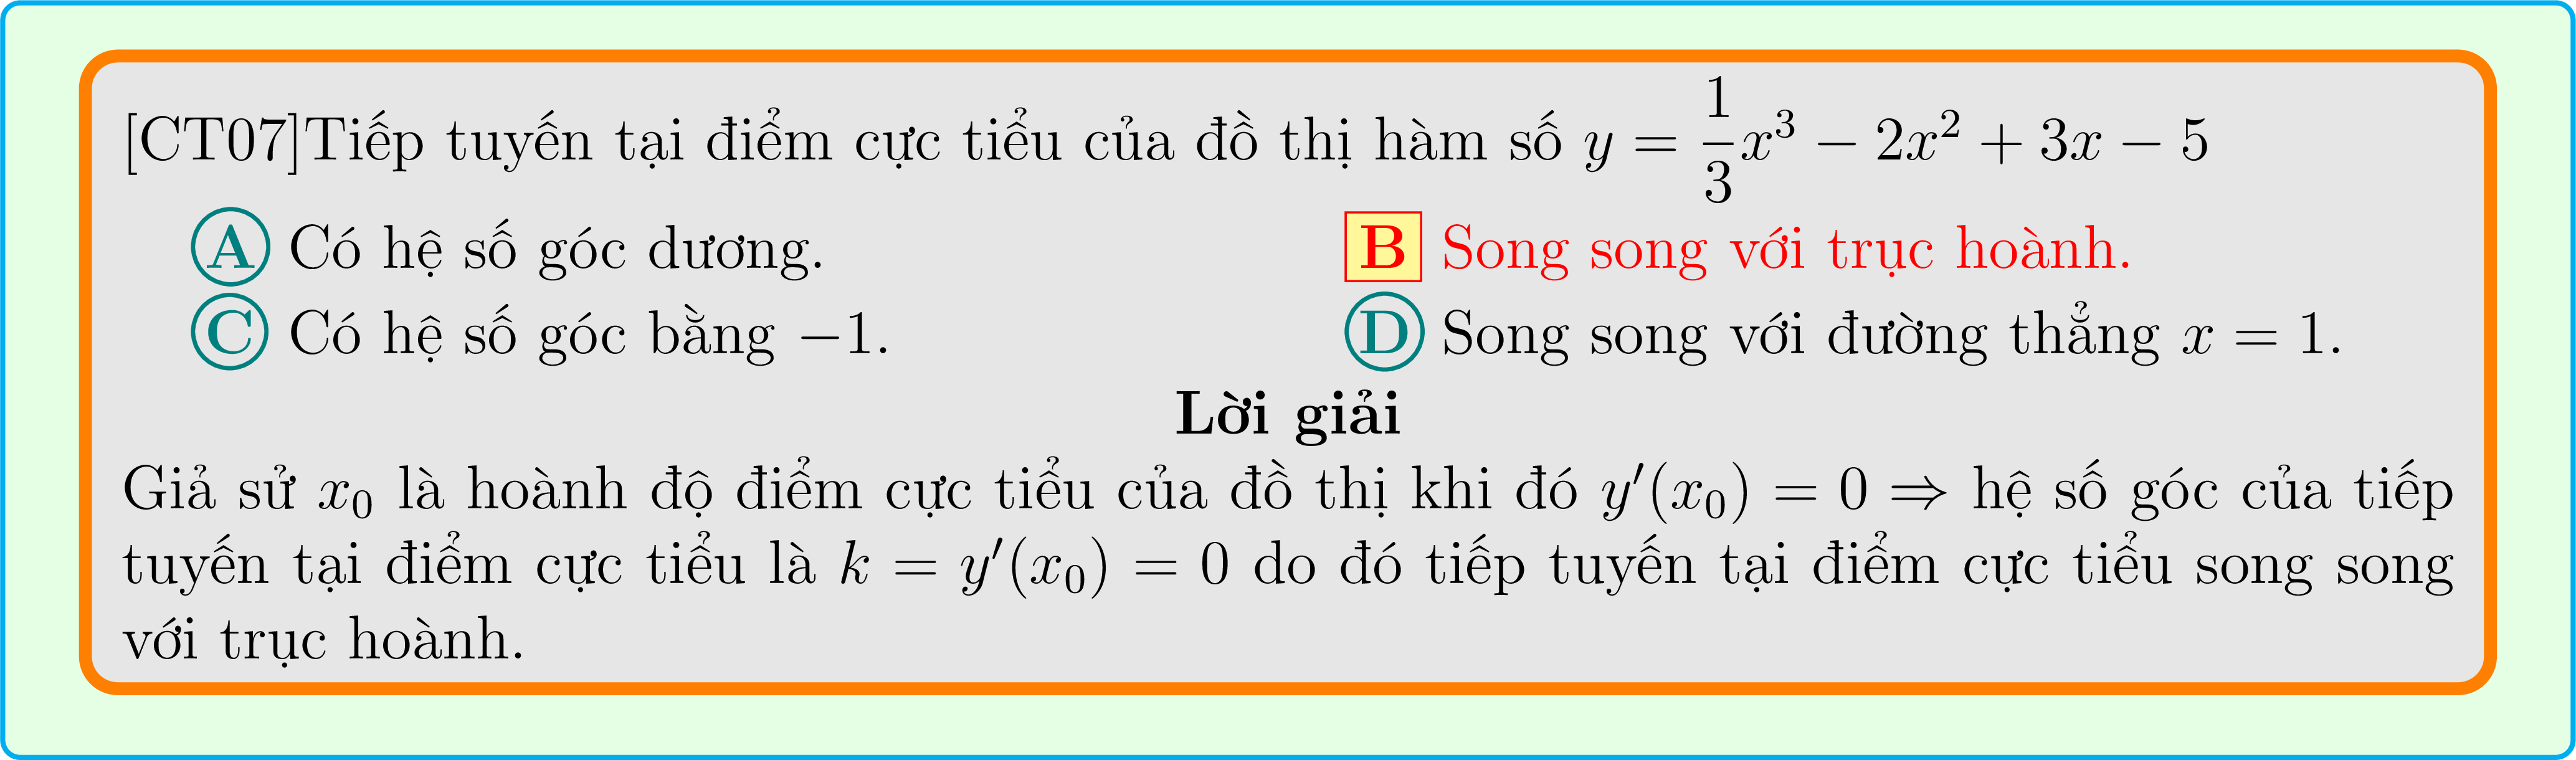 [CT07]Tiếp tuyến tại điểm cực tiểu của đồ thị hàm số $y = \dfrac{1}{3}x^3 - 2x^2 + 3x - 5$
A Có hệ số góc dương. B Song song với trục hoành.
C Có hệ số góc bằng $-1$. D Song song với đường thẳng $x = 1$.
Lời giải
Giả sử $x_0$ là hoành độ điểm cực tiểu của đồ thị khi đó $y'(x_0) = 0 \Rightarrow$ hệ số góc của tiếp
tuyến tại điểm cực tiểu là $k = y'(x_0) = 0$ do đó tiếp tuyến tại điểm cực tiểu song song
với trục hoành.